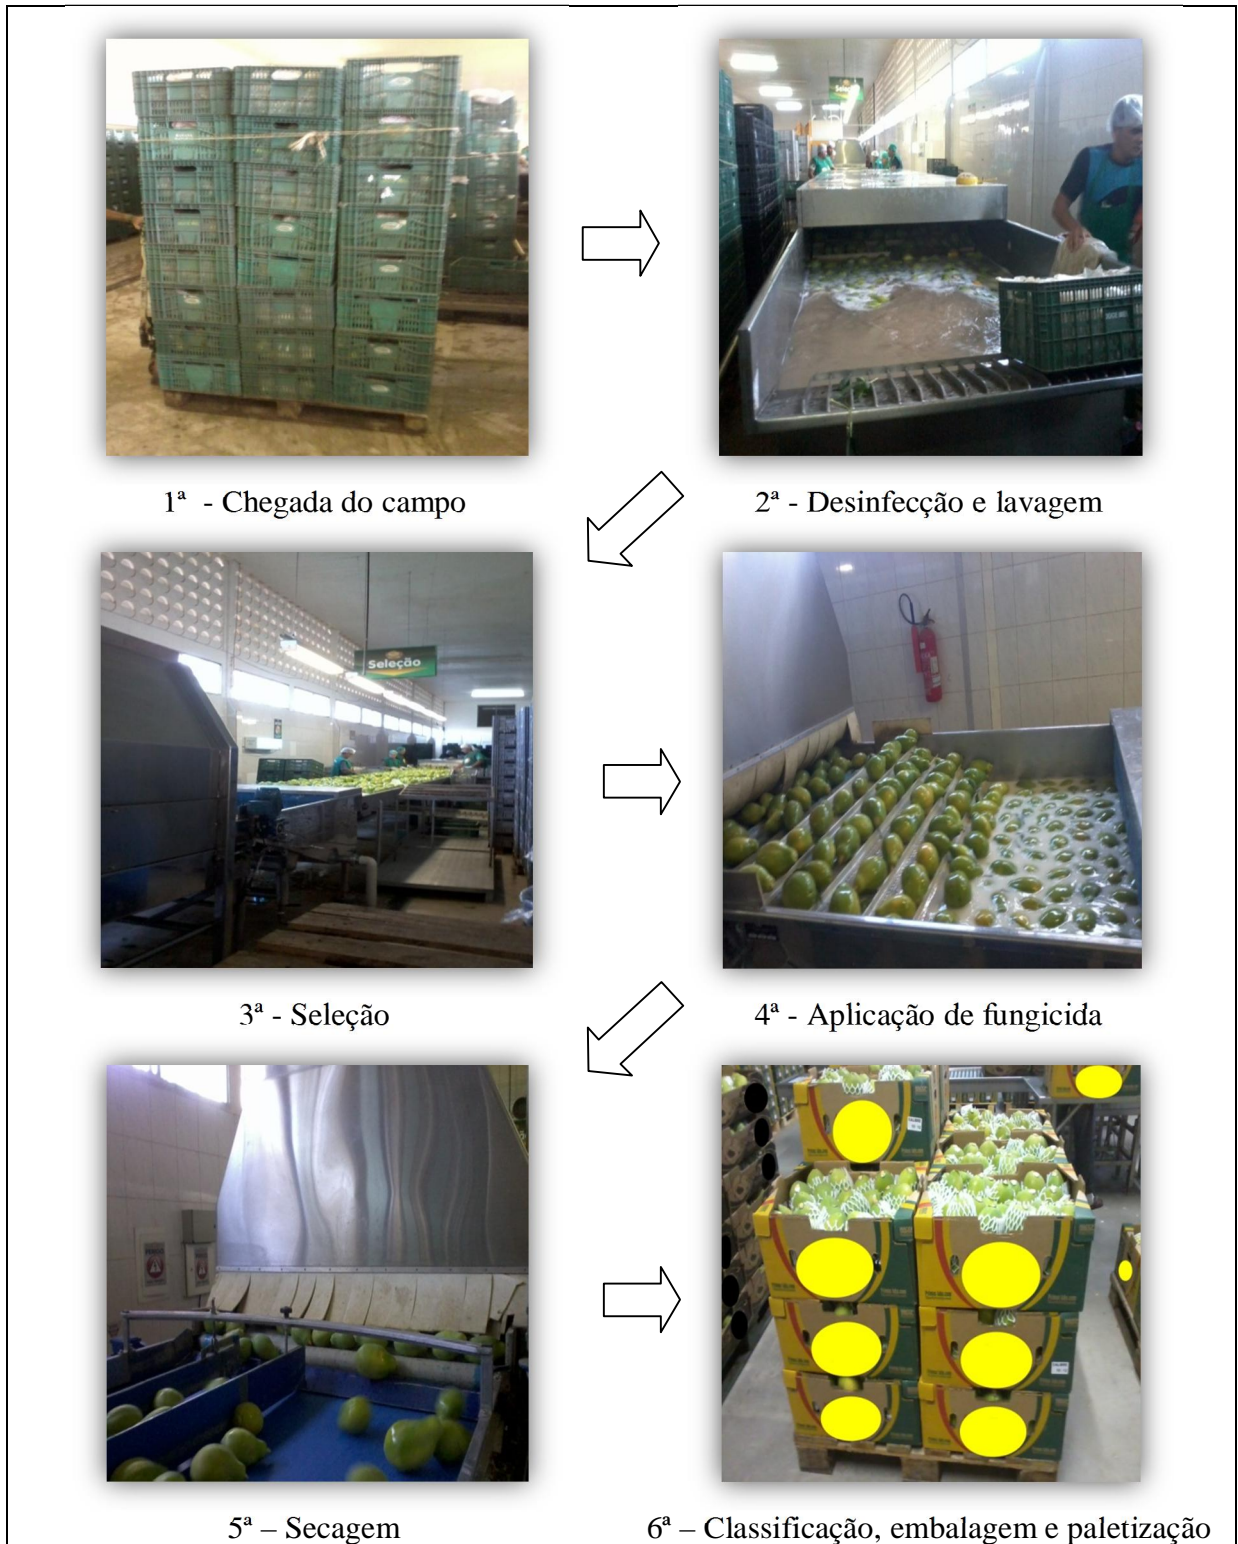 1ª - Chegada do campo
2ª - Desinfecção e lavagem
Seleção
3ª - Seleção
4ª - Aplicação de fungicida
5ª – Secagem
6ª – Classificação, embalagem e paletização